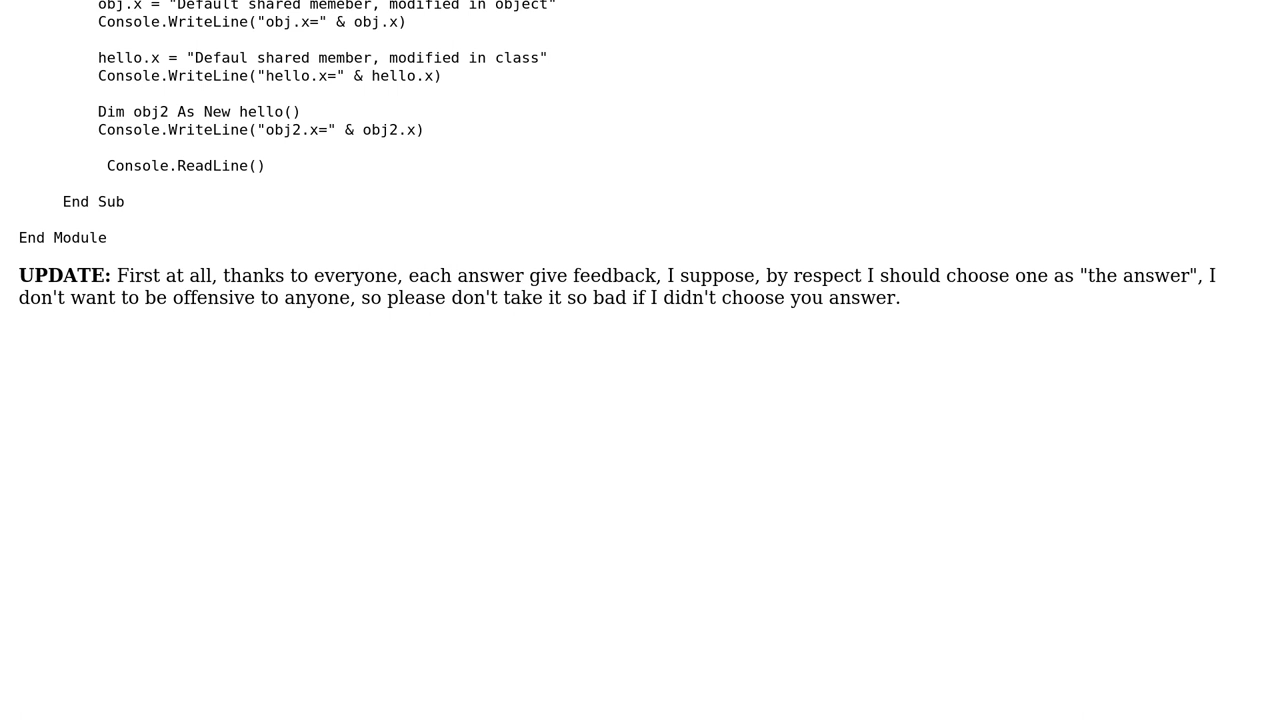 obj.x = "Default shared memeber, modified in object"
Console.WriteLine("obj.x=" & obj.x)
hello.x = "Defaul shared member, modified in class"
Console.WriteLine("hello.x=" & hello.x)
Dim obj2 As New hello()
Console.WriteLine("obj2.x=" & obj2.x)
Console.ReadLine()
End Sub
End Module
UPDATE: First at all, thanks to everyone, each answer give feedback, I suppose, by respect I should choose one as "the answer", I
don't want to be offensive to anyone, so please don't take it so bad if I didn't choose you answer.